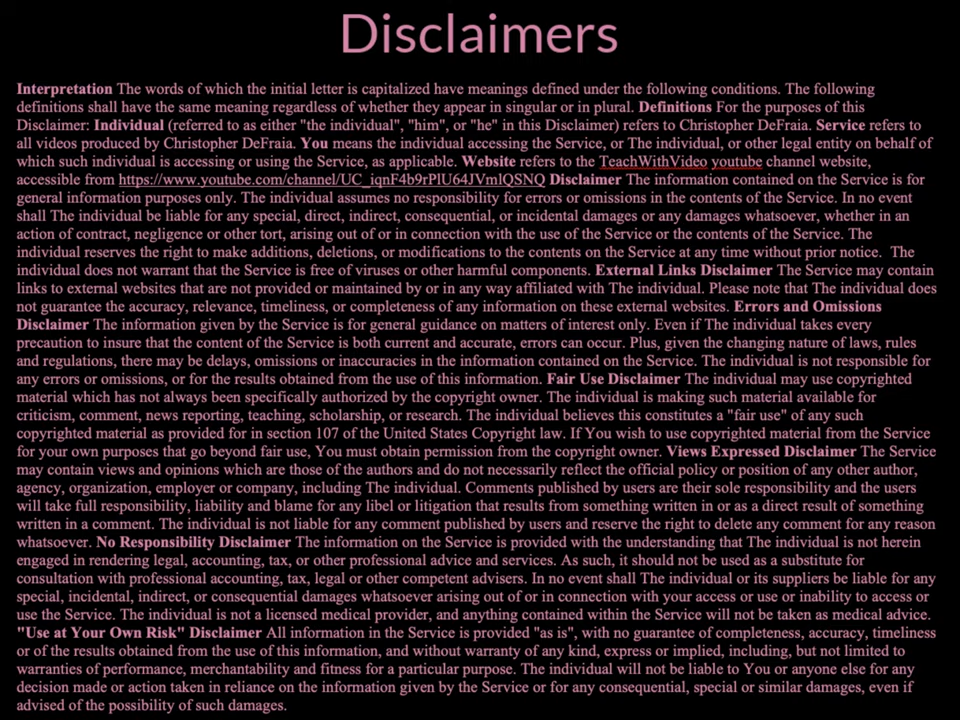 Disclaimers
Interpretation The words of which the initial letter is capitalized have meanings defined under the following conditions. The following
definitions shall have the same meaning regardless of whether they appear in singular or in plural. Definitions For the purposes of this
Disclaimer: Individual (referred to as either "the individual", "him", or "he" in this Disclaimer) refers to Christopher DeFraia. Service refers to
all videos produced by Christopher DeFraia. You means the individual accessing the Service, or The individual, or other legal entity on behalf of
which such individual is accessing or using the Service, as applicable. Website refers to the TeachWithVideo youtube channel website,
accessible from https://www.youtube.com/channel/UC_iqnF4b9rPlU64JVmlQSNQ Disclaimer The information contained on the Service is for
general information purposes only. The individual assumes no responsibility for errors or omissions in the contents of the Service. In no event
shall The individual be liable for any special, direct, indirect, consequential, or incidental damages or any damages whatsoever, whether in an
action of contract, negligence or other tort, arising out of or in connection with the use of the Service or the contents of the Service. The
individual reserves the right to make additions, deletions, or modifications to the contents on the Service at any time without prior notice. The
individual does not warrant that the Service is free of viruses or other harmful components. External Links Disclaimer The Service may contain
links to external websites that are not provided or maintained by or in any way affiliated with The individual. Please note that The individual does
not guarantee the accuracy, relevance, timeliness, or completeness of any information on these external websites. Errors and Omissions
Disclaimer The information given by the Service is for general guidance on matters of interest only. Even if The individual takes every
precaution to insure that the content of the Service is both current and accurate, errors can occur. Plus, given the changing nature of laws, rules
and regulations, there may be delays, omissions or inaccuracies in the information contained on the Service. The individual is not responsible for
any errors or omissions, or for the results obtained from the use of this information. Fair Use Disclaimer The individual may use copyrighted
material which has not always been specifically authorized by the copyright owner. The individual is making such material available for
criticism, comment, news reporting, teaching, scholarship, or research. The individual believes this constitutes a "fair use" of any such
copyrighted material as provided for in section 107 of the United States Copyright law. If You wish to use copyrighted material from the Service
for your own purposes that go beyond fair use, You must obtain permission from the copyright owner. Views Expressed Disclaimer The Service
may contain views and opinions which are those of the authors and do not necessarily reflect the official policy or position of any other author,
agency, organization, employer or company, including The individual. Comments published by users are their sole responsibility and the users
will take full responsibility, liability and blame for any libel or litigation that results from something written in or as a direct result of something
written in a comment. The individual is not liable for any comment published by users and reserve the right to delete any comment for any reason
whatsoever. No Responsibility Disclaimer The information on the Service is provided with the understanding that The individual is not herein
engaged in rendering legal, accounting, tax, or other professional advice and services. As such, it should not be used as a substitute for
consultation with professional accounting, tax, legal or other competent advisers. In no event shall The individual or its suppliers be liable for any
special, incidental, indirect, or consequential damages whatsoever arising out of or in connection with your access or use or inability to access or
use the Service. The individual is not a licensed medical provider, and anything contained within the Service will not be taken as medical advice.
"Use at Your Own Risk" Disclaimer All information in the Service is provided "as is", with no guarantee of completeness, accuracy, timeliness
or of the results obtained from the use of this information, and without warranty of any kind, express or implied, including, but not limited to
warranties of performance, merchantability and fitness for a particular purpose. The individual will not be liable to You or anyone else for any
decision made or action taken in reliance on the information given by the Service or for any consequential, special or similar damages, even if
advised of the possibility of such damages.